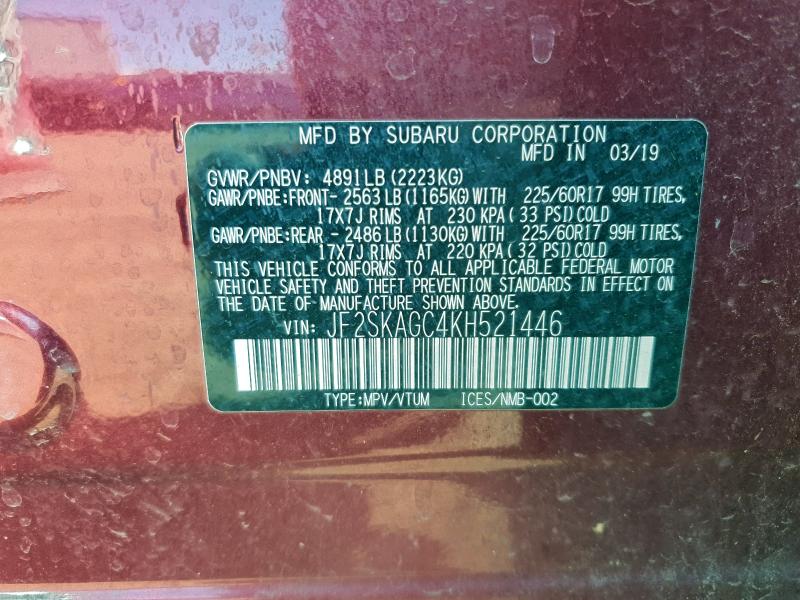 MFD BY SUBARU CORPORATION
MFD IN 03/19
GVWR/PNBV: 4891LB (2223KG)
GAWR/PNBE:FRONT- 2563 LB (1165KG) WITH 225/60R17 99H TIRES,
17X7J RIMS AT 230 KPA ( 33 PSI) COLD
GAWR/PNBE:REAR - 2486 LB (1130KG) WITH 225/60R17 99H TIRES,
17X7J RIMS AT 220 KPA ( 32 PSI) COLD
THIS VEHICLE CONFORMS TO ALL APPLICABLE FEDERAL MOTOR
VEHICLE SAFETY AND THEFT PREVENTION STANDARDS IN EFFECT ON
THE DATE OF MANUFACTURE SHOWN ABOVE.
VIN: JF2SKAGC4KH521446
TYPE:MPV/VTUM ICES/NMB-002